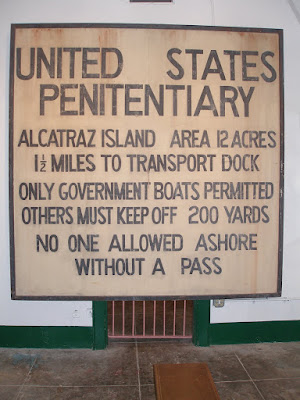 UNITED STATES
PENITENTIARY
ALCATRAZ ISLAND AREA 12 ACRES
1½ MILES TO TRANSPORT DOCK
ONLY GOVERNMENT BOATS PERMITTED
OTHERS MUST KEEP OFF 200 YARDS
NO ONE ALLOWED ASHORE
WITHOUT A PASS